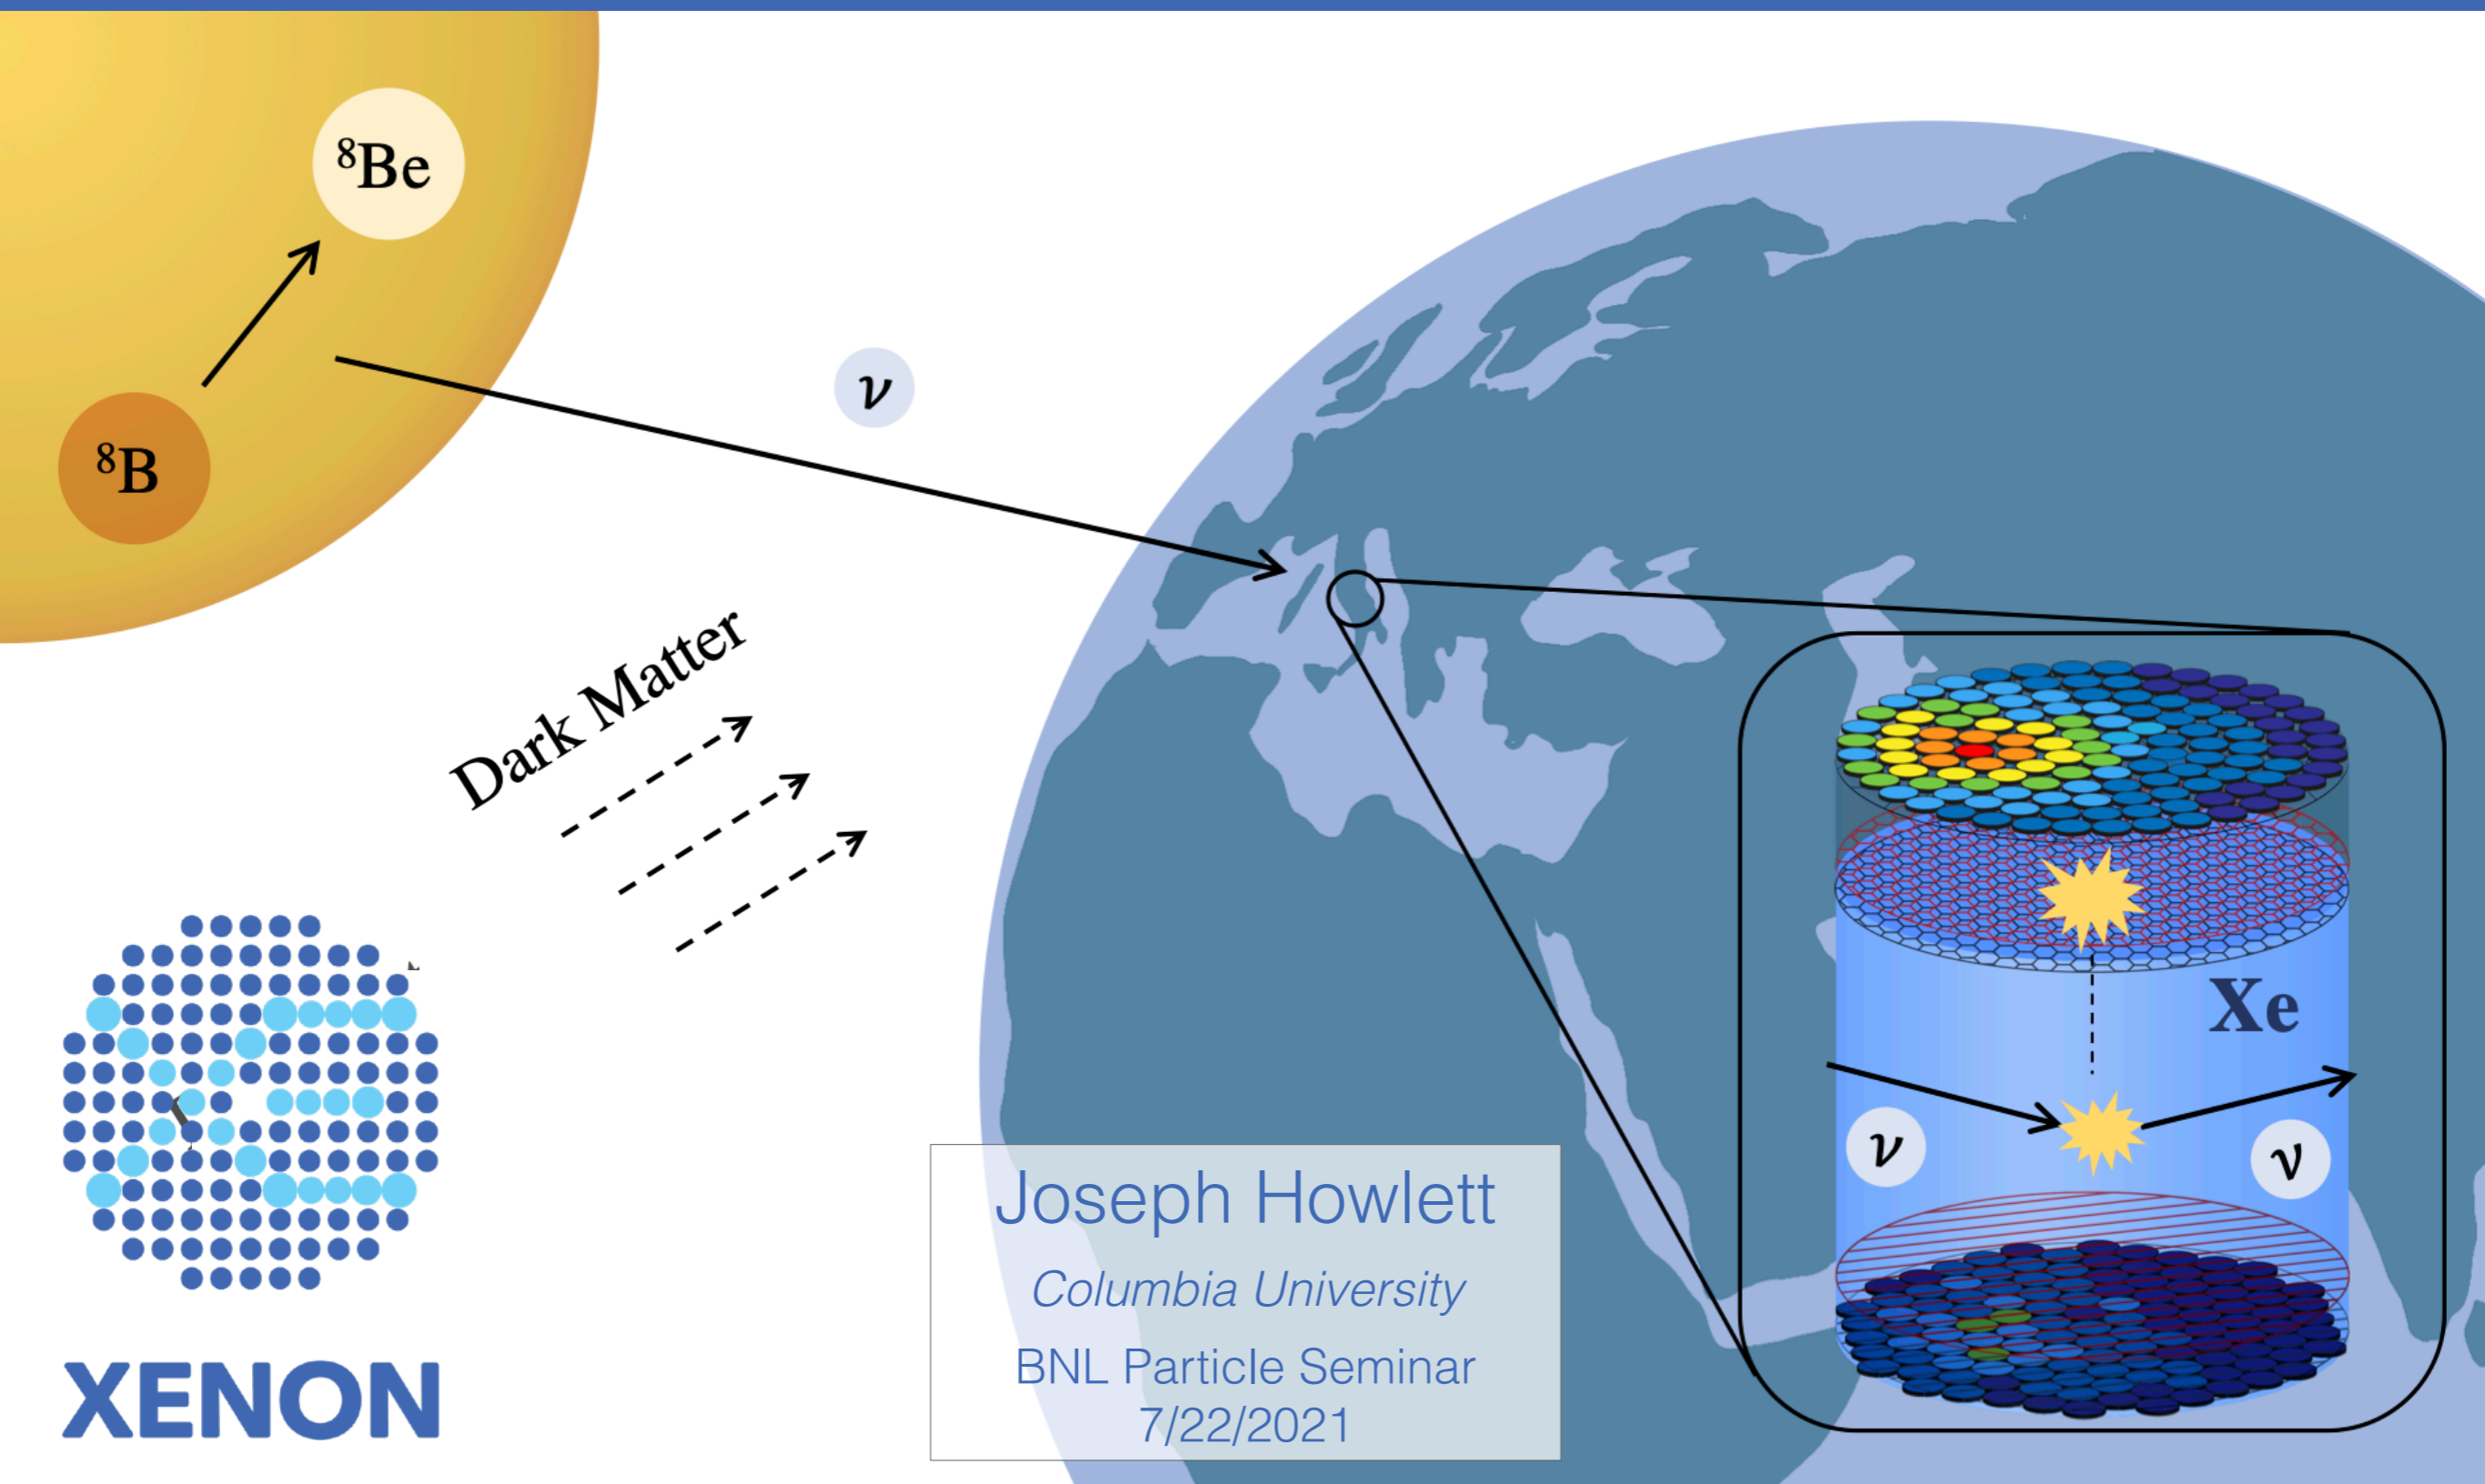 ⁸Be
⁸B
ν
Dark Matter
Xe
ν
ν
XENON
Joseph Howlett
Columbia University
BNL Particle Seminar
7/22/2021